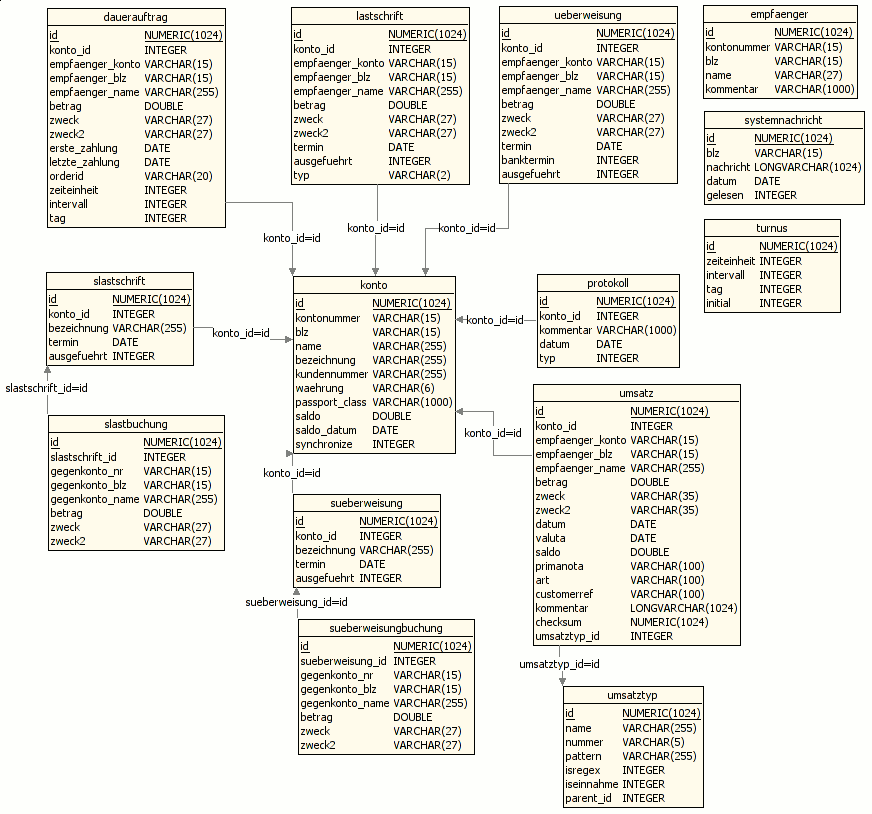 dauerauftrag
id NUMERIC(1024)
konto_id INTEGER
empfaenger_konto VARCHAR(15)
empfaenger_blz VARCHAR(15)
empfaenger_name VARCHAR(255)
betrag DOUBLE
zweck VARCHAR(27)
zweck2 VARCHAR(27)
erste_zahlung DATE
letzte_zahlung DATE
orderid VARCHAR(20)
zeiteinheit INTEGER
intervall INTEGER
tag INTEGER
lastschrift
id NUMERIC(1024)
konto_id INTEGER
empfaenger_konto VARCHAR(15)
empfaenger_blz VARCHAR(15)
empfaenger_name VARCHAR(255)
betrag DOUBLE
zweck VARCHAR(27)
zweck2 VARCHAR(27)
termin DATE
ausgefuehrt INTEGER
typ VARCHAR(2)
ueberweisung
id NUMERIC(1024)
konto_id INTEGER
empfaenger_konto VARCHAR(15)
empfaenger_blz VARCHAR(15)
empfaenger_name VARCHAR(255)
betrag DOUBLE
zweck VARCHAR(27)
zweck2 VARCHAR(27)
termin DATE
banktermin INTEGER
ausgefuehrt INTEGER
empfaenger
id NUMERIC(1024)
kontonummer VARCHAR(15)
blz VARCHAR(15)
name VARCHAR(27)
kommentar VARCHAR(1000)
systemnachricht
id NUMERIC(1024)
blz VARCHAR(15)
nachricht LONGVARCHAR(1024)
datum DATE
gelesen INTEGER
turnus
id NUMERIC(1024)
zeiteinheit INTEGER
intervall INTEGER
tag INTEGER
initial INTEGER
konto_id=id
konto_id=id
konto_id=id
slastschrift
id NUMERIC(1024)
konto_id INTEGER
bezeichnung VARCHAR(255)
termin DATE
ausgefuehrt INTEGER
konto_id=id
konto
id NUMERIC(1024)
kontonummer VARCHAR(15)
blz VARCHAR(15)
name VARCHAR(255)
bezeichnung VARCHAR(255)
kundennummer VARCHAR(255)
waehrung VARCHAR(6)
passport_class VARCHAR(1000)
saldo DOUBLE
saldo_datum DATE
synchronize INTEGER
konto_id=id
protokoll
id NUMERIC(1024)
konto_id INTEGER
kommentar VARCHAR(1000)
datum DATE
typ INTEGER
slastschrift_id=id
slastbuchung
id NUMERIC(1024)
slastschrift_id INTEGER
gegenkonto_nr VARCHAR(15)
gegenkonto_blz VARCHAR(15)
gegenkonto_name VARCHAR(255)
betrag DOUBLE
zweck VARCHAR(27)
zweck2 VARCHAR(27)
konto_id=id
konto_id=id
umsatz
id NUMERIC(1024)
konto_id INTEGER
empfaenger_konto VARCHAR(15)
empfaenger_blz VARCHAR(15)
empfaenger_name VARCHAR(255)
betrag DOUBLE
zweck VARCHAR(35)
zweck2 VARCHAR(35)
datum DATE
valuta DATE
saldo DOUBLE
primanota VARCHAR(100)
art VARCHAR(100)
customerref VARCHAR(100)
kommentar LONGVARCHAR(1024)
checksum NUMERIC(1024)
umsatztyp_id INTEGER
sueberweisung
id NUMERIC(1024)
konto_id INTEGER
bezeichnung VARCHAR(255)
termin DATE
ausgefuehrt INTEGER
sueberweisung_id=id
sueberweisungbuchung
id NUMERIC(1024)
sueberweisung_id INTEGER
gegenkonto_nr VARCHAR(15)
gegenkonto_blz VARCHAR(15)
gegenkonto_name VARCHAR(255)
betrag DOUBLE
zweck VARCHAR(27)
zweck2 VARCHAR(27)
umsatztyp_id=id
umsatztyp
id NUMERIC(1024)
name VARCHAR(255)
nummer VARCHAR(5)
pattern VARCHAR(255)
isregex INTEGER
iseinnahme INTEGER
parent_id INTEGER